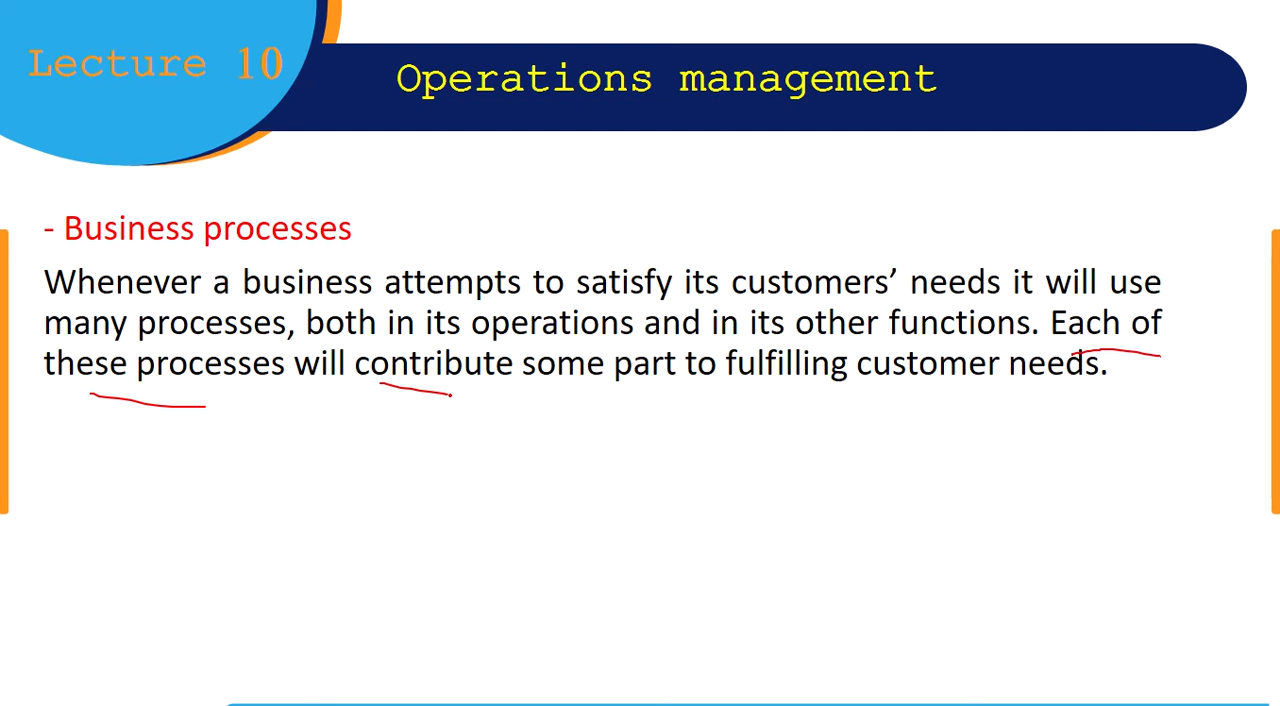 Lecture 10
Operations management
- Business processes
Whenever a business attempts to satisfy its customers’ needs it will use
many processes, both in its operations and in its other functions. Each of
these processes will contribute some part to fulfilling customer needs.